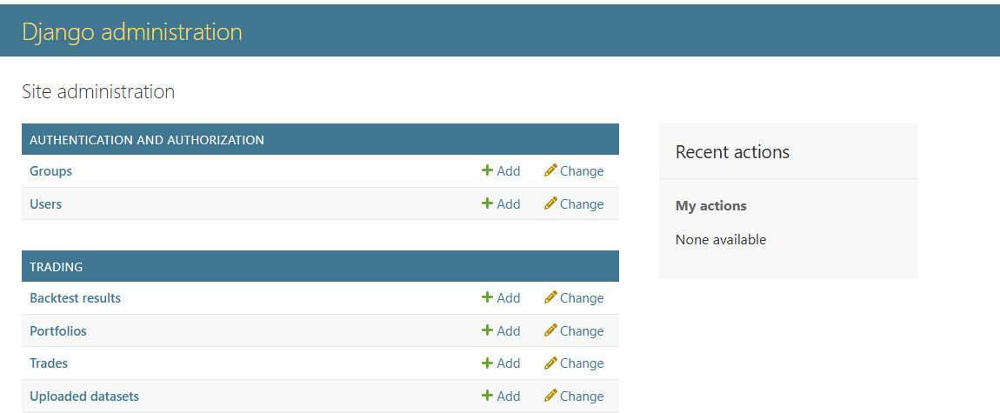 Django administration
Site administration
AUTHENTICATION AND AUTHORIZATION
Groups Add Change
Users Add Change
TRADING
Backtest results Add Change
Portfolios Add Change
Trades Add Change
Uploaded datasets Add Change
Recent actions
My actions
None available